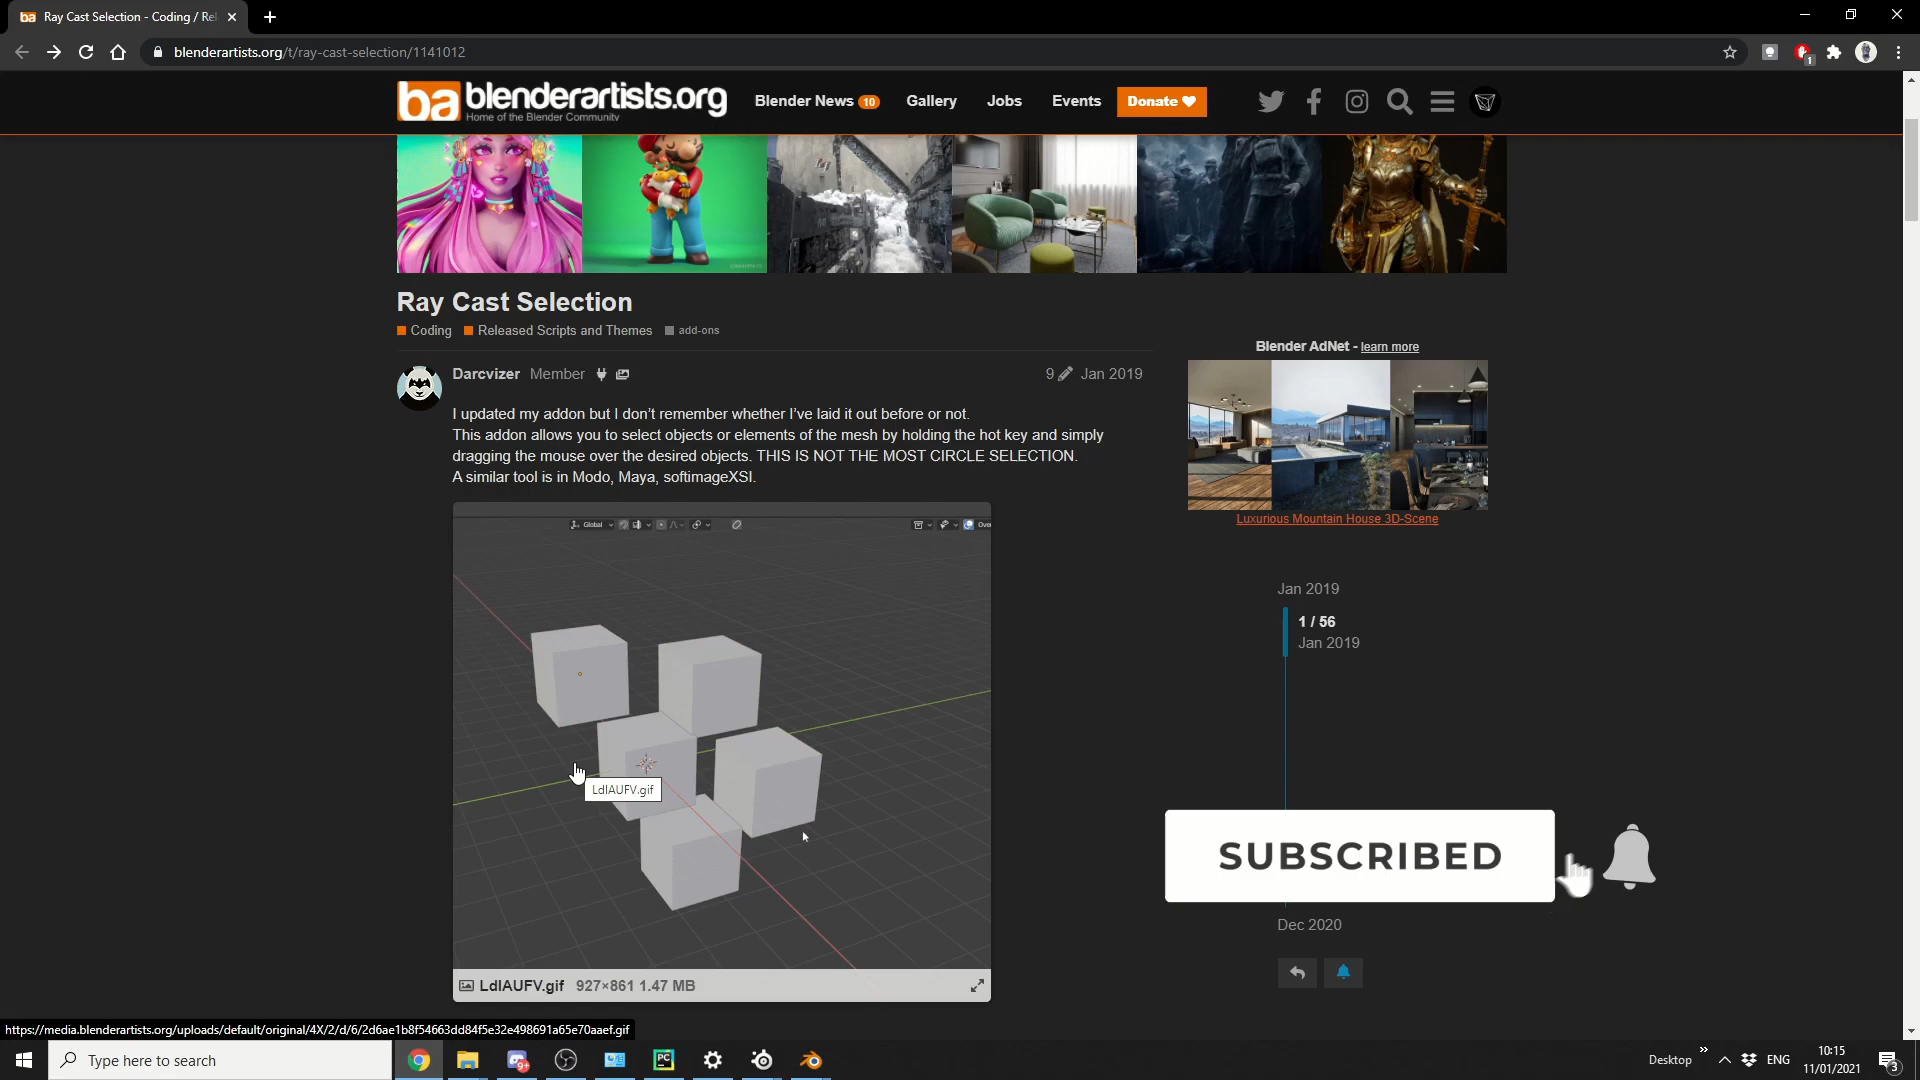 Ray Cast Selection - Coding / Rel
blenderartists.org/t/ray-cast-selection/1141012
1
ba blenderartists.org
Home of the Blender Community
Blender News 10
Gallery
Jobs
Events
Donate
Ray Cast Selection
Coding
Released Scripts and Themes
add-ons
Darcvizer Member
9
Jan 2019
I updated my addon but I don't remember whether I've laid it out before or not.
This addon allows you to select objects or elements of the mesh by holding the hot key and simply
dragging the mouse over the desired objects. THIS IS NOT THE MOST CIRCLE SELECTION.
A similar tool is in Modo, Maya, softimageXSI.
Global
Over
LdIAUFV.gif
LdIAUFV.gif 927×861 1.47 MB
Blender AdNet - learn more
Luxurious Mountain House 3D-Scene
Jan 2019
1 / 56
Jan 2019
SUBSCRIBED
Dec 2020
https://media.blenderartists.org/uploads/default/original/4X/2/d/6/2d6ae1b8f54663dd84f5e32e498691a65e70aaef.gif
Type here to search
9+
PC
Desktop
ENG
10:15
11/01/2021
3